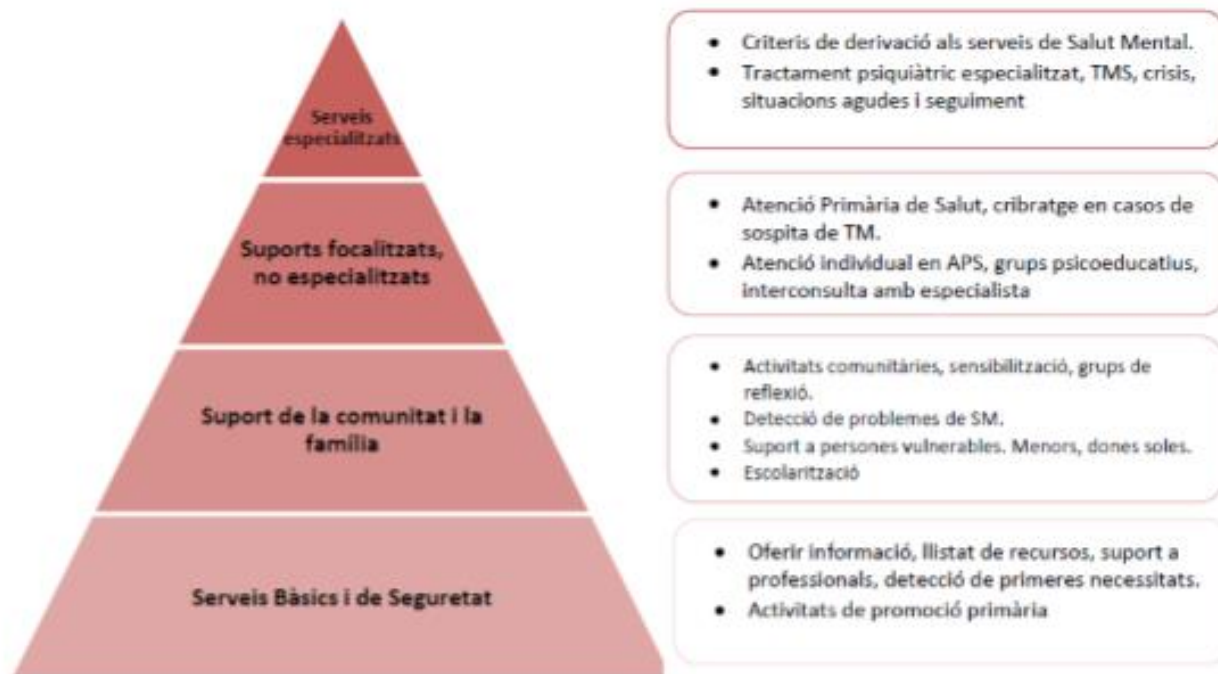 Serveis
especialitzats
• Criteris de derivació als serveis de Salut Mental.
• Tractament psiquiàtric especialitzat, TMS, crisis,
situacions agudes i seguiment
Suports focalitzats,
no especialitzats
• Atenció Primària de Salut, cribratge en casos de
sospita de TM.
• Atenció individual en APS, grups psicoeducatius,
interconsulta amb especialista
Suport de la comunitat i la
família
• Activitats comunitàries, sensibilització, grups de
reflexió.
• Detecció de problemes de SM.
• Suport a persones vulnerables. Menors, dones soles.
• Escolarització
Serveis Bàsics i de Seguretat
• Oferir informació, llistat de recursos, suport a
professionals, detecció de primeres necessitats.
• Activitats de promoció primària